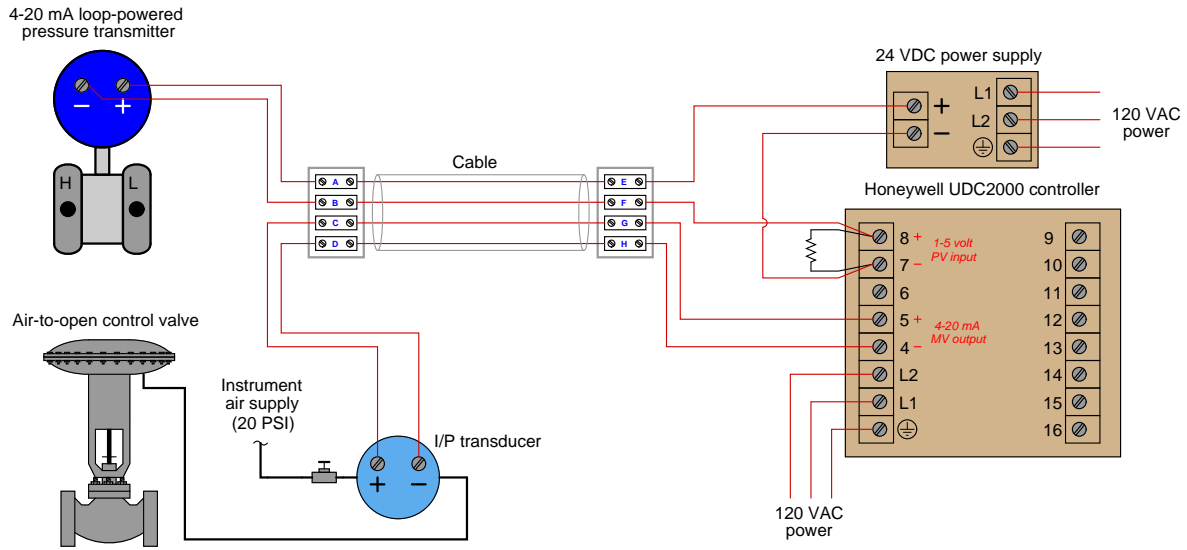 4-20 mA loop-powered
pressure transmitter
− +
H L
Cable
A
B
C
D
E
F
G
H
24 VDC power supply
+
−
L1
L2
120 VAC
power
Honeywell UDC2000 controller
8 +
7 −
1-5 volt
PV input
6
5 +
4 −
4-20 mA
MV output
L2
L1
9
10
11
12
13
14
15
16
120 VAC
power
Air-to-open control valve
Instrument
air supply
(20 PSI)
I/P transducer
+ −